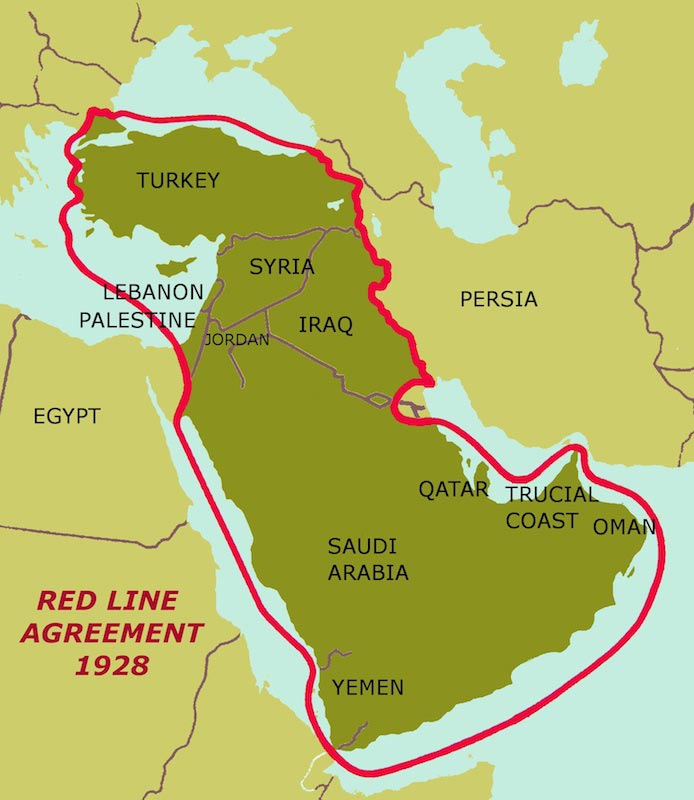 TURKEY
SYRIA
LEBANON
PALESTINE
IRAQ
JORDAN
PERSIA
EGYPT
QATAR
TRUCIAL
COAST
OMAN
SAUDI
ARABIA
RED LINE
AGREEMENT
1928
YEMEN